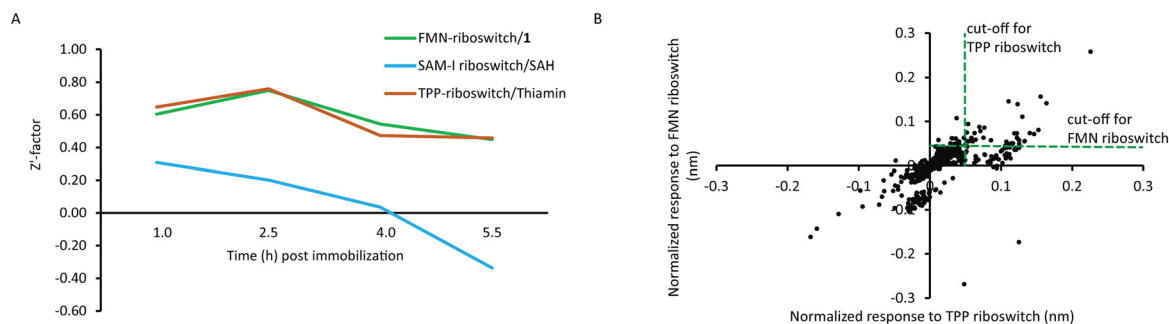 A
1.00
0.80
0.60
0.40
0.20
0.00
-0.20
-0.40
-0.60
Z'-factor
FMN-riboswitch/1
SAM-I riboswitch/SAH
TPP-riboswitch/Thiamin
1.0 2.5 4.0 5.5
Time (h) post immobilization
B
Normalized response to FMN riboswitch
(nm)
0.3
0.2
0.1
0
-0.1
-0.2
-0.3
cut-off for
TPP riboswitch
cut-off for
FMN riboswitch
-0.3 -0.2 -0.1 0 0.1 0.2 0.3
Normalized response to TPP riboswitch (nm)